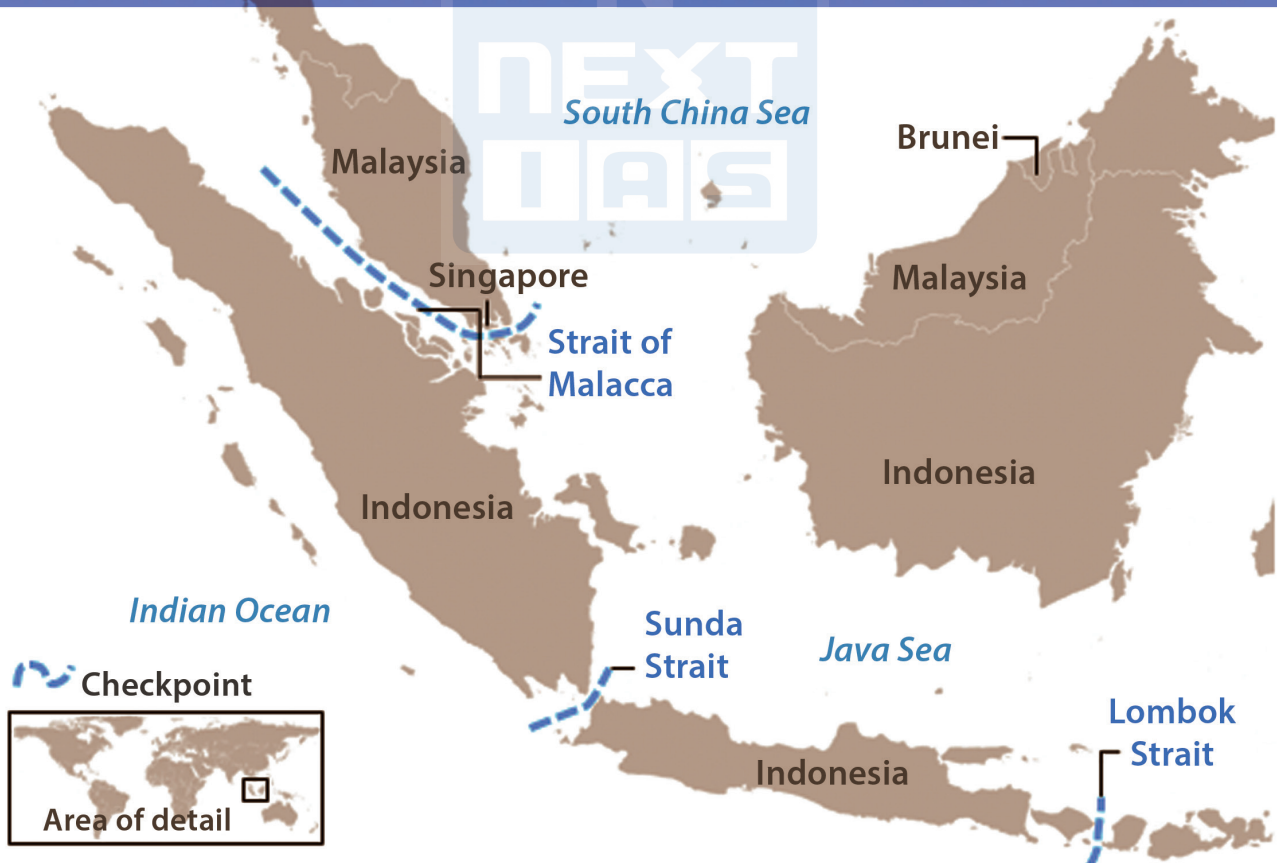 NEXT
IAS
South China Sea
Brunei
Malaysia
Singapore
Malaysia
Strait of
Malacca
Indonesia
Indonesia
Indian Ocean
Sunda
Strait
Java Sea
Checkpoint
Lombok
Strait
Indonesia
Area of detail